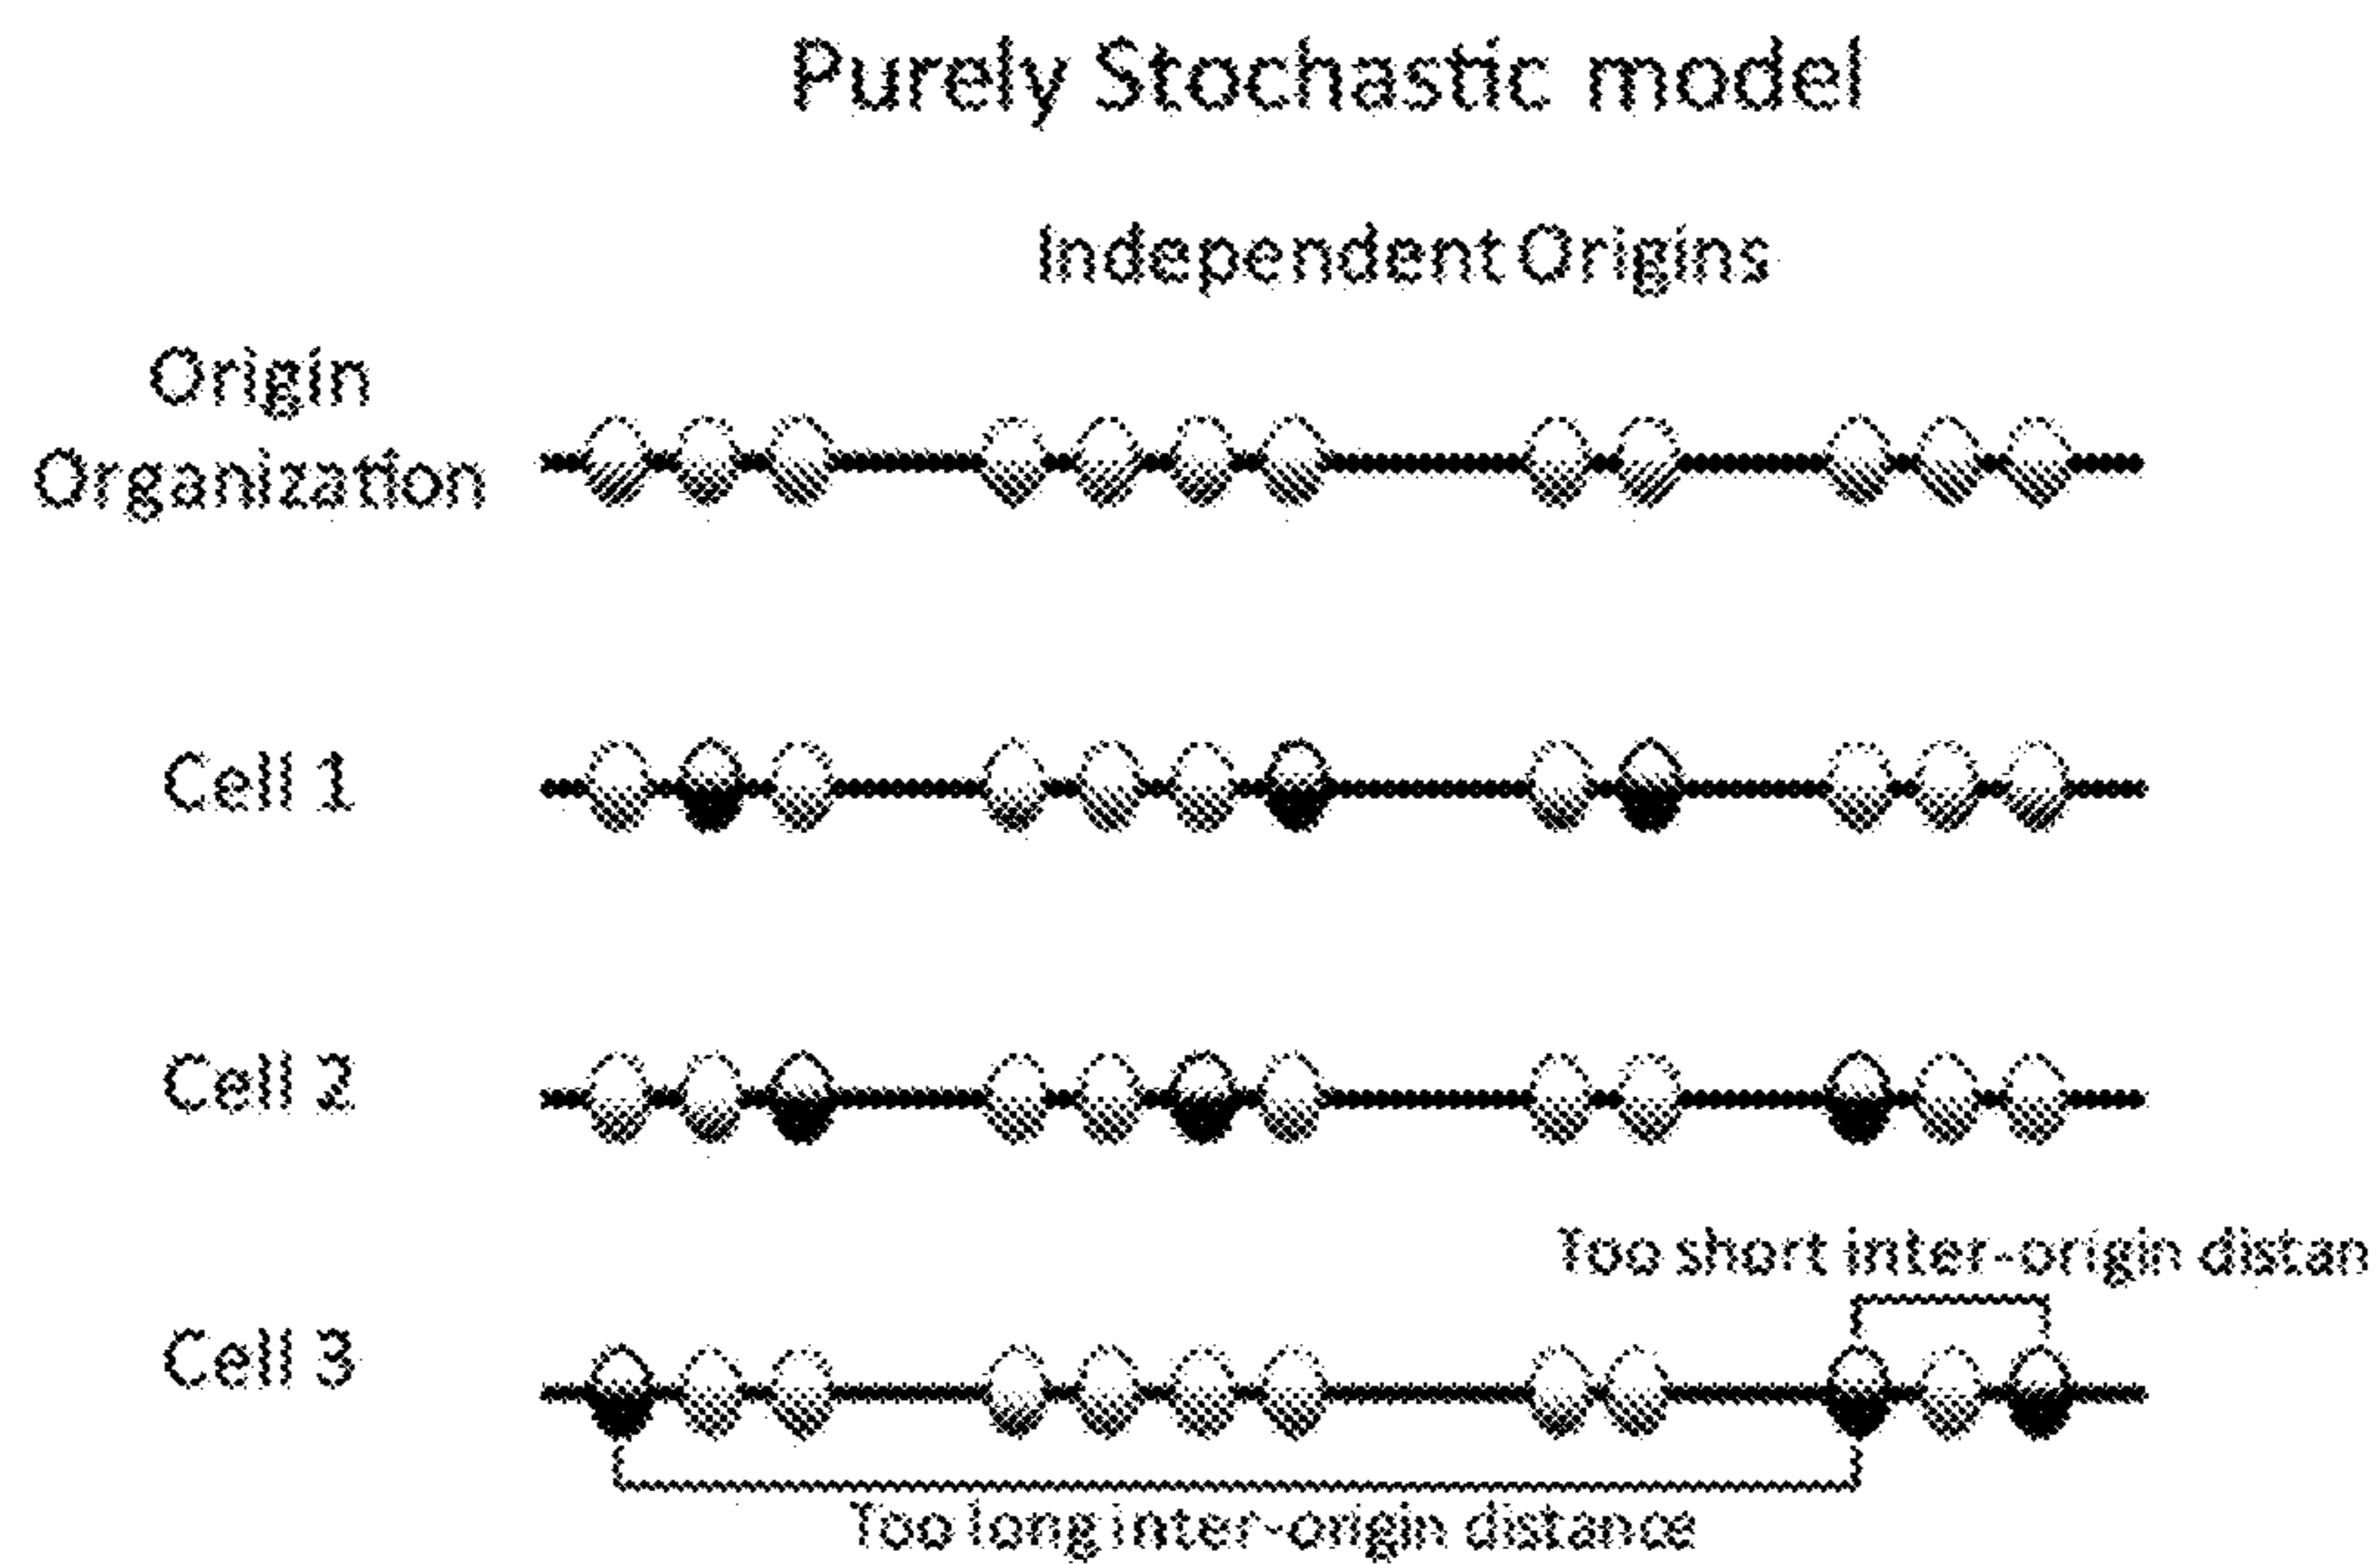 Purely Stochastic model
Independent Origins
Origin
Organization
Cell 1
Cell 2
Too short inter-origin distan
Cell 3
Too long inter-origin distance